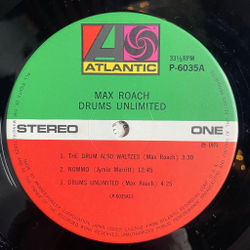 33⅓RPM
P-6035A
ATLANTIC
MAX ROACH
DRUMS UNLIMITED
STEREO
ONE
1. THE DRUM ALSO WALTZES (Max Roach) 3:30
2. NOMMO (Jymie Merritt) 12:45
3. DRUMS UNLIMITED (Max Roach) 4:25